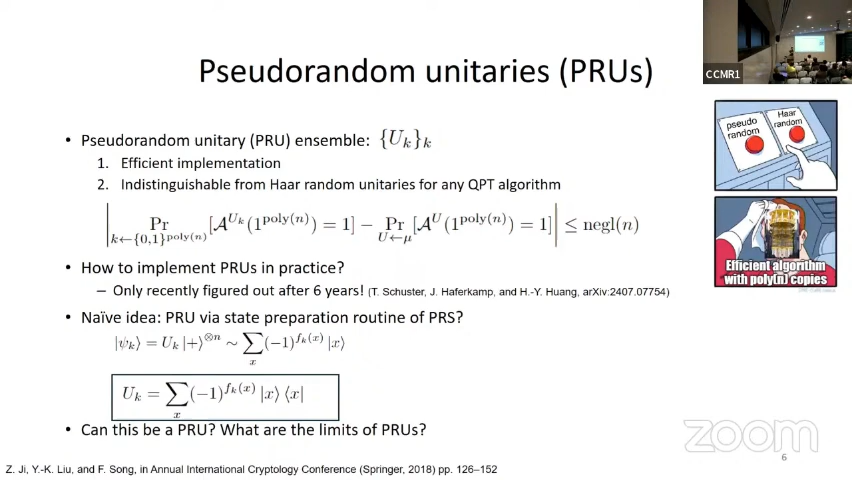 Pseudorandom unitaries (PRUs)
CCMR1
pseudo random
Haar random
• Pseudorandom unitary (PRU) ensemble: {U_k}_k
1. Efficient implementation
2. Indistinguishable from Haar random unitaries for any QPT algorithm
| Pr_{k←{0,1}^{poly(n)}} [𝒜^{U_k}(1^{poly(n)}) = 1] − Pr_{U←μ} [𝒜^U(1^{poly(n)}) = 1] | ≤ negl(n)
Efficient algorithm
with poly(n) copies
• How to implement PRUs in practice?
– Only recently figured out after 6 years! (T. Schuster, J. Haferkamp, and H.-Y. Huang, arXiv:2407.07754)
• Naïve idea: PRU via state preparation routine of PRS?
|ψ_k⟩ = U_k |+⟩^{⊗n} ~ ∑_x (−1)^{f_k(x)} |x⟩
U_k = ∑_x (−1)^{f_k(x)} |x⟩ ⟨x|
• Can this be a PRU? What are the limits of PRUs?
zoom
6
Z. Ji, Y.-K. Liu, and F. Song, in Annual International Cryptology Conference (Springer, 2018) pp. 126–152